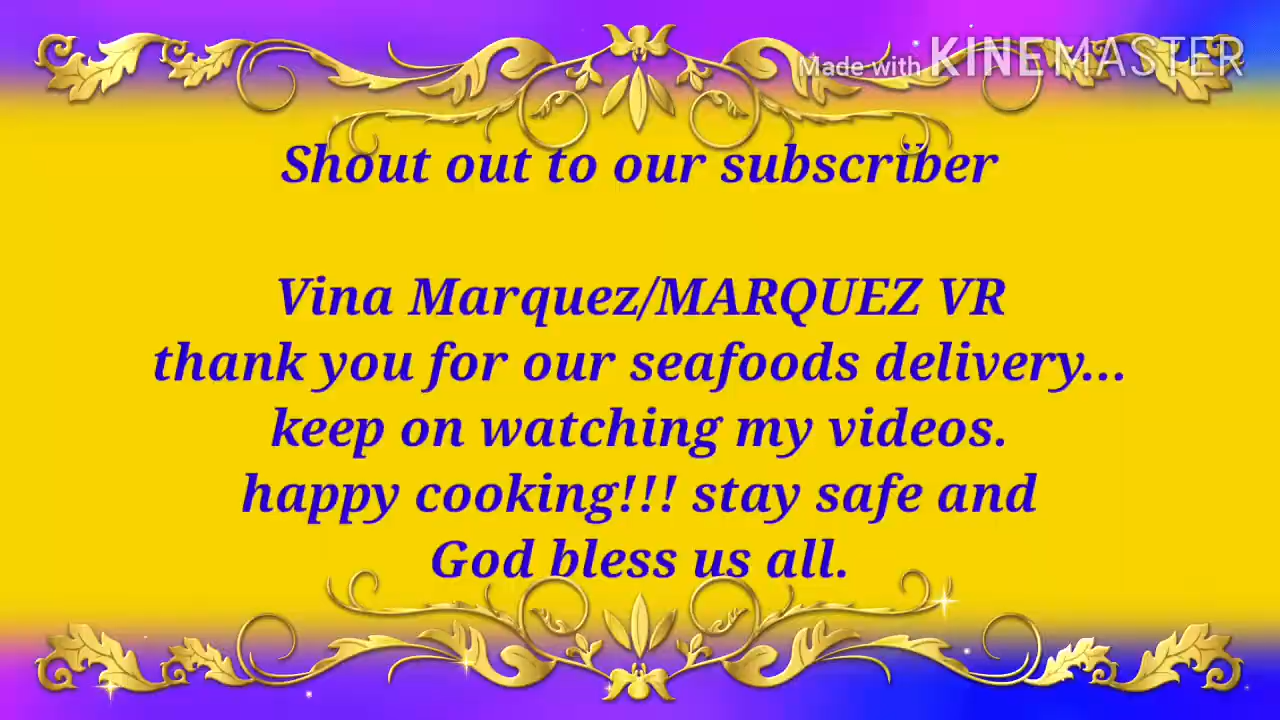 Made with KINEMASTER
Shout out to our subscriber
Vina Marquez/MARQUEZ VR
thank you for our seafoods delivery...
keep on watching my videos.
happy cooking!!! stay safe and
God bless us all.